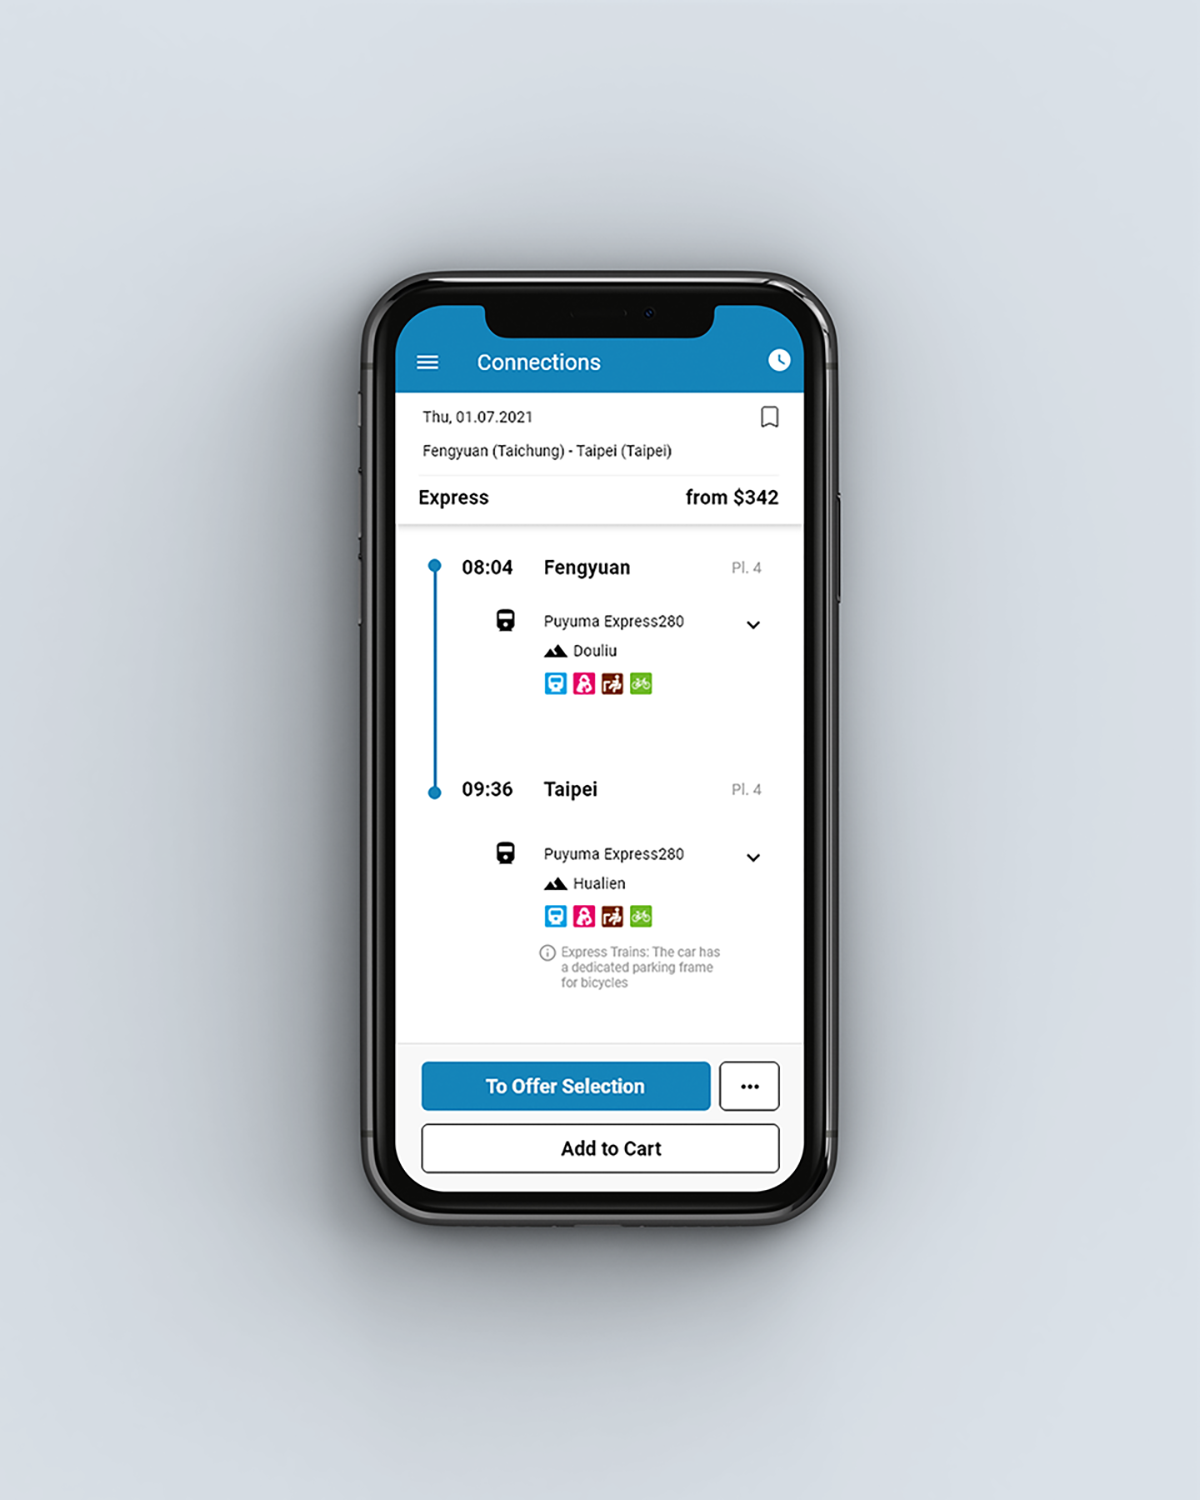 Connections
Thu, 01.07.2021
Fengyuan (Taichung) - Taipei (Taipei)
Express from $342
08:04 Fengyuan Pl. 4
Puyuma Express280
Douliu
09:36 Taipei Pl. 4
Puyuma Express280
Hualien
Express Trains: The car has
a dedicated parking frame
for bicycles
To Offer Selection
Add to Cart